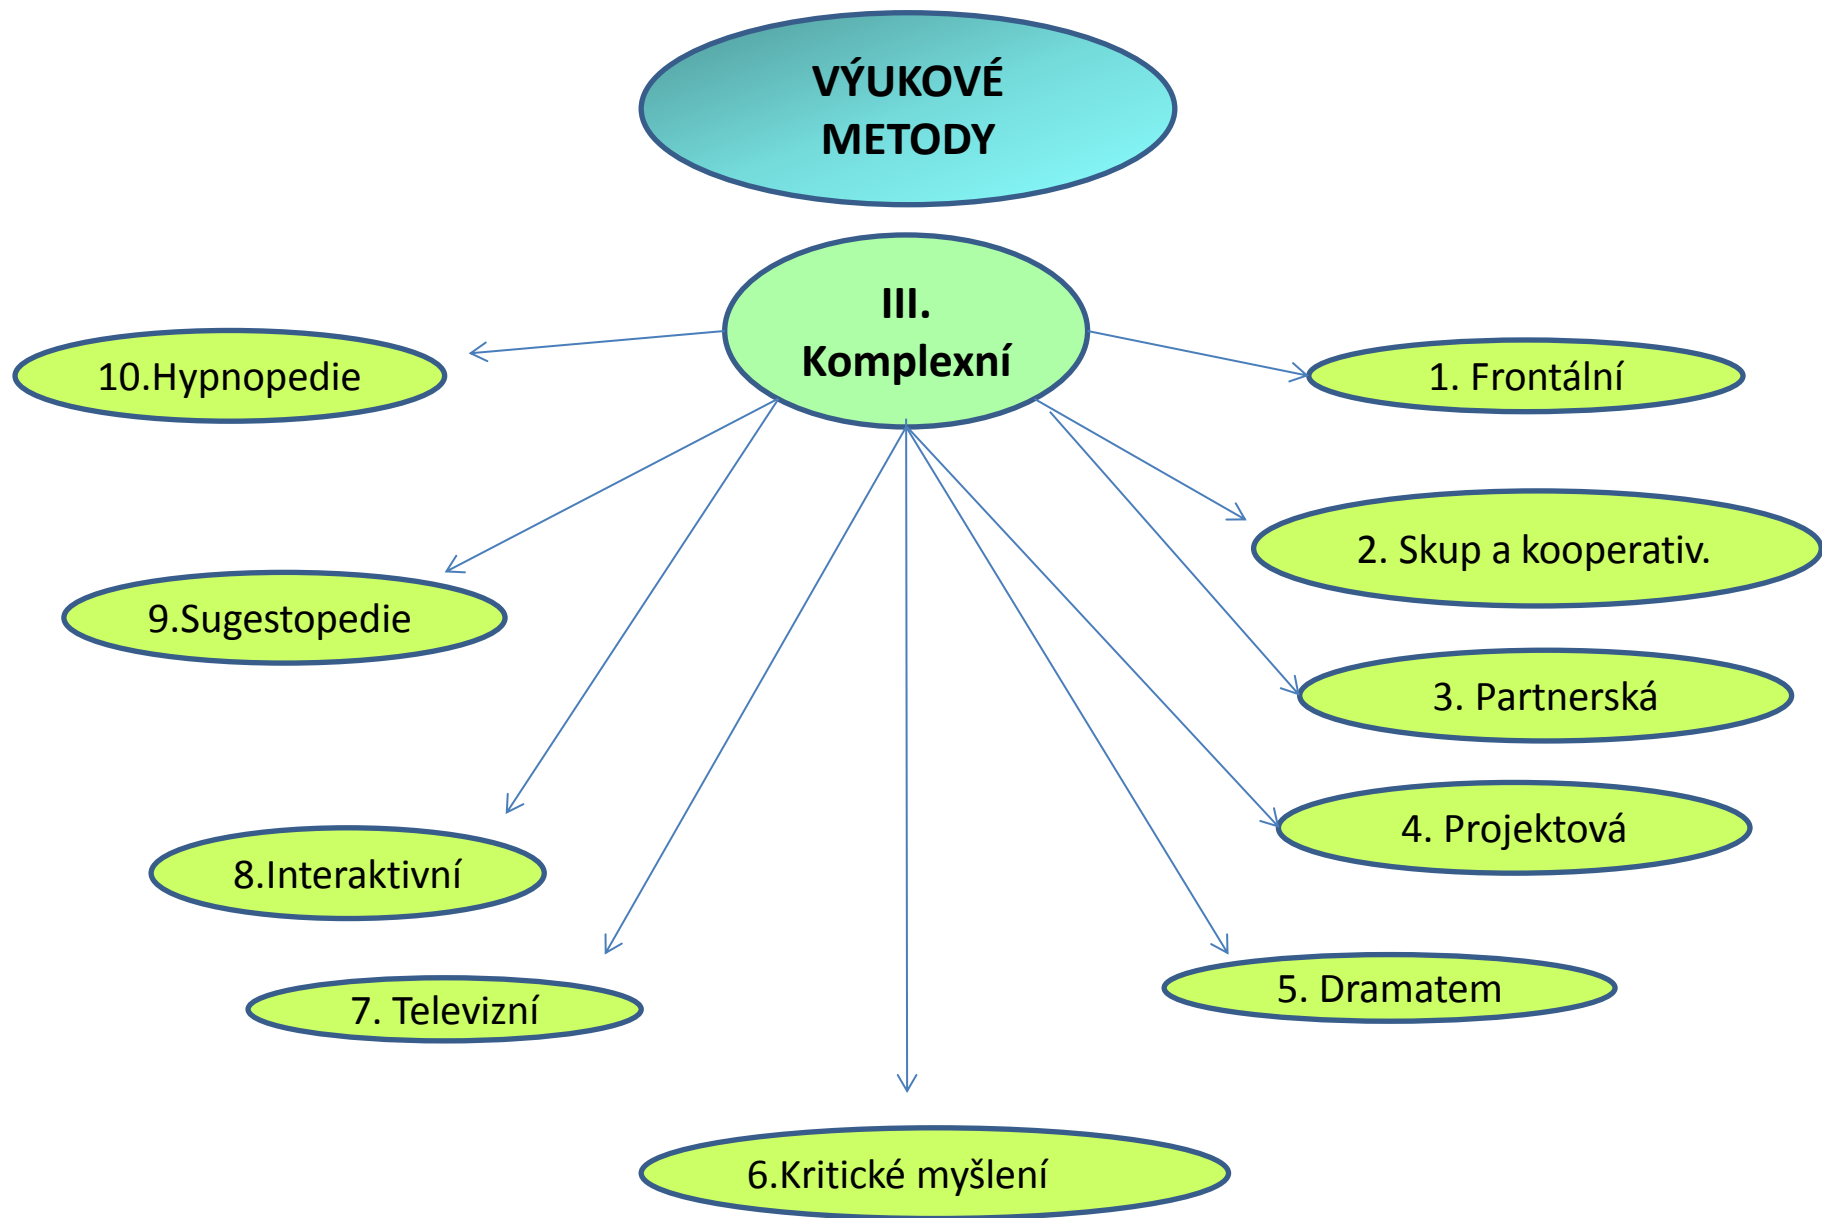 VÝUKOVÉ
METODY
III.
Komplexní
1. Frontální
2. Skup a kooperativ.
3. Partnerská
4. Projektová
5. Dramatem
6.Kritické myšlení
7. Televizní
8.Interaktivní
9.Sugestopedie
10.Hypnopedie